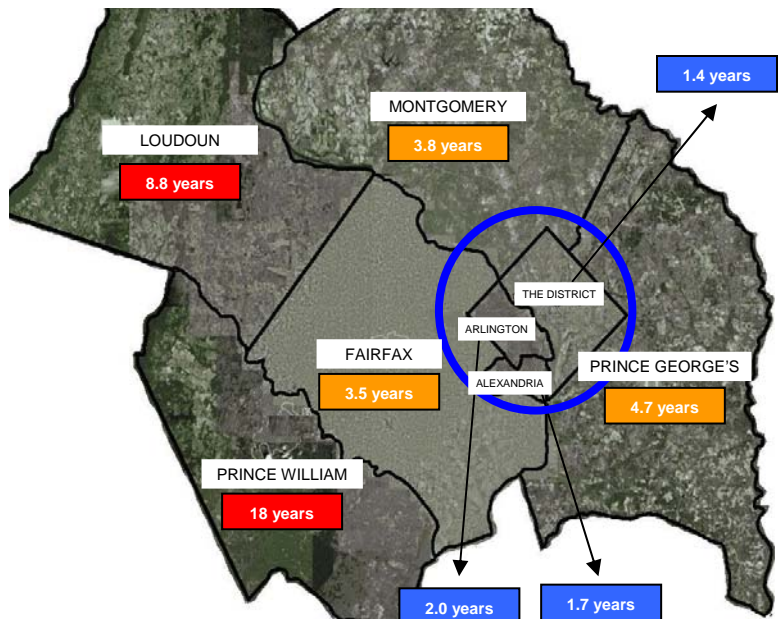 1.4 years
MONTGOMERY
3.8 years
LOUDOUN
8.8 years
THE DISTRICT
ARLINGTON
FAIRFAX
3.5 years
ALEXANDRIA
PRINCE GEORGE'S
4.7 years
PRINCE WILLIAM
18 years
2.0 years
1.7 years